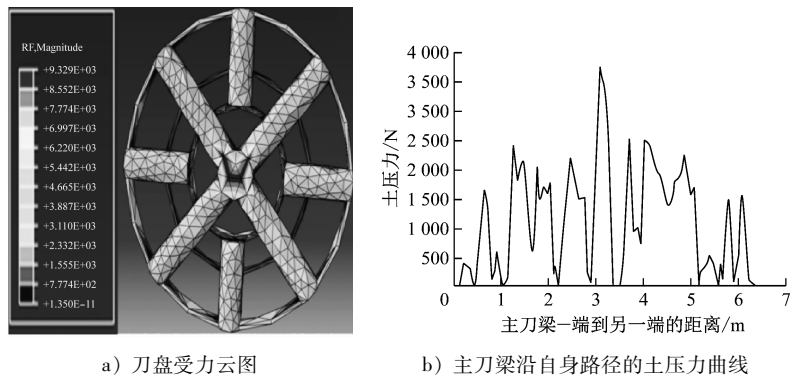 RF,Magnitude
+9.329E+03
+8.552E+03
+7.774E+03
+6.997E+03
+6.220E+03
+5.442E+03
+4.665E+03
+3.887E+03
+3.110E+03
+2.332E+03
+1.555E+03
+7.774E+02
+1.350E-11
a）刀盘受力云图
土压力/N
4 000
3 500
3 500
2 500
2 000
1 500
1 000
500
0
1
2
3
4
5
6
7
主刀梁一端到另一端的距离/m
b）主刀梁沿自身路径的土压力曲线